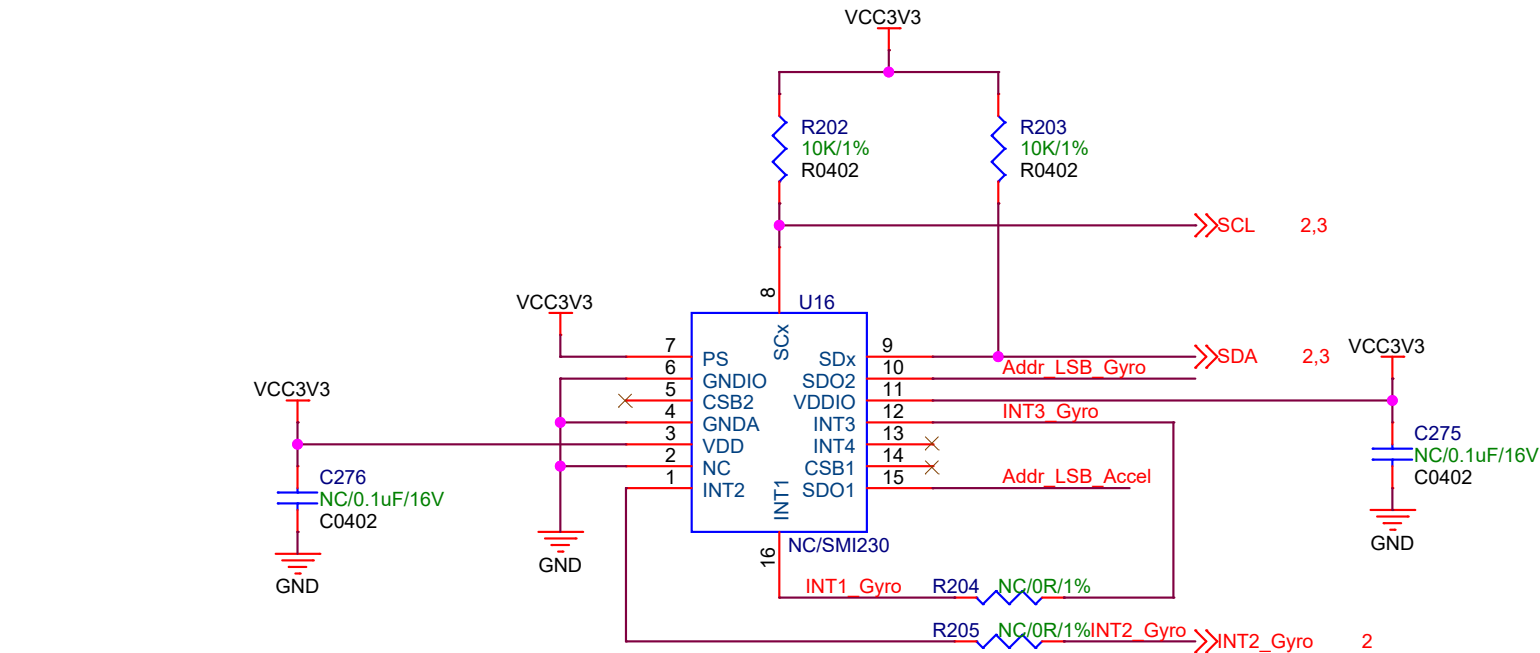 VCC3V3
R202
10K/1%
R0402
R203
10K/1%
R0402
SCL 2,3
VCC3V3
8
U16
SCx
7 PS
6 GNDIO
5 CSB2
4 GNDA
3 VDD
2 NC
1 INT2
SDx 9
SDO2 10
VDDIO 11
INT3 12
INT4 13
CSB1 14
SDO1 15
INT1
16
NC/SMI230
SDA 2,3
Addr_LSB_Gyro
INT3_Gyro
Addr_LSB_Accel
VCC3V3
C276
NC/0.1uF/16V
C0402
GND
GND
VCC3V3
C275
NC/0.1uF/16V
C0402
GND
INT1_Gyro R204 NC/0R/1%
R205 NC/0R/1% INT2_Gyro INT2_Gyro 2